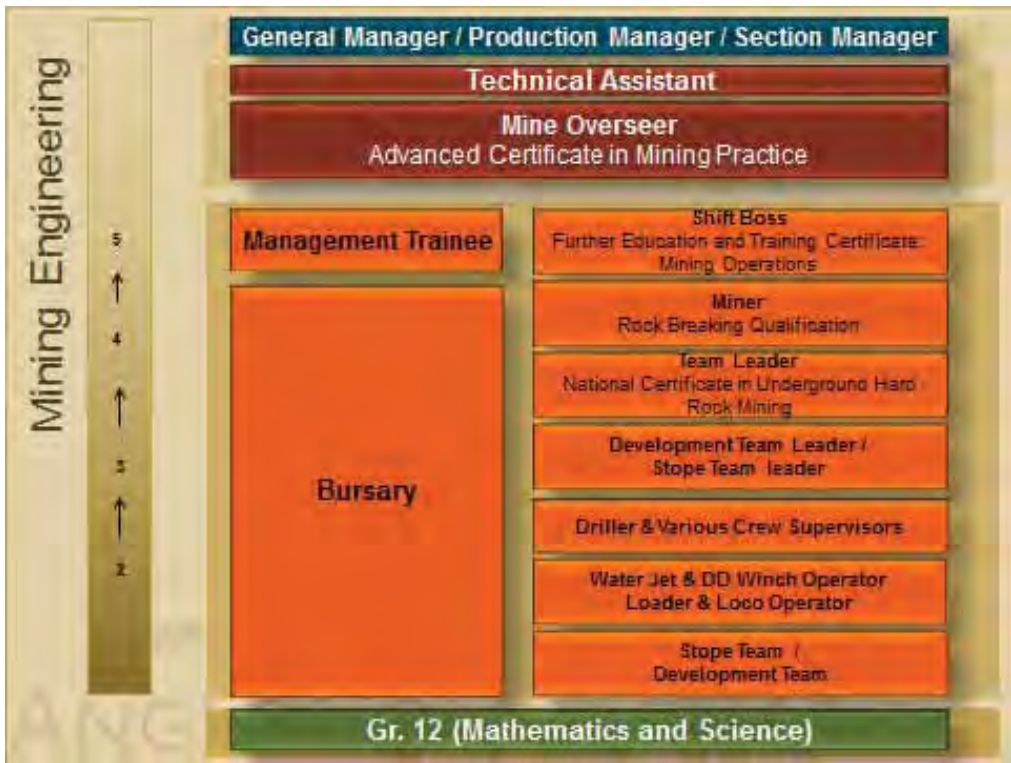 Mining Engineering
5
4
3
2
General Manager / Production Manager / Section Manager
Technical Assistant
Mine Overseer
Advanced Certificate in Mining Practice
Management Trainee
Bursary
Shift Boss
Further Education and Training Certificate:
Mining Operations
Miner
Rock Breaking Qualification
Team Leader
National Certificate in Underground Hard
Rock Mining
Development Team Leader /
Stope Team leader
Driller & Various Crew Supervisors
Water Jet & DD Winch Operator
Loader & Loco Operator
Stope Team /
Development Team
Gr. 12 (Mathematics and Science)
ANG